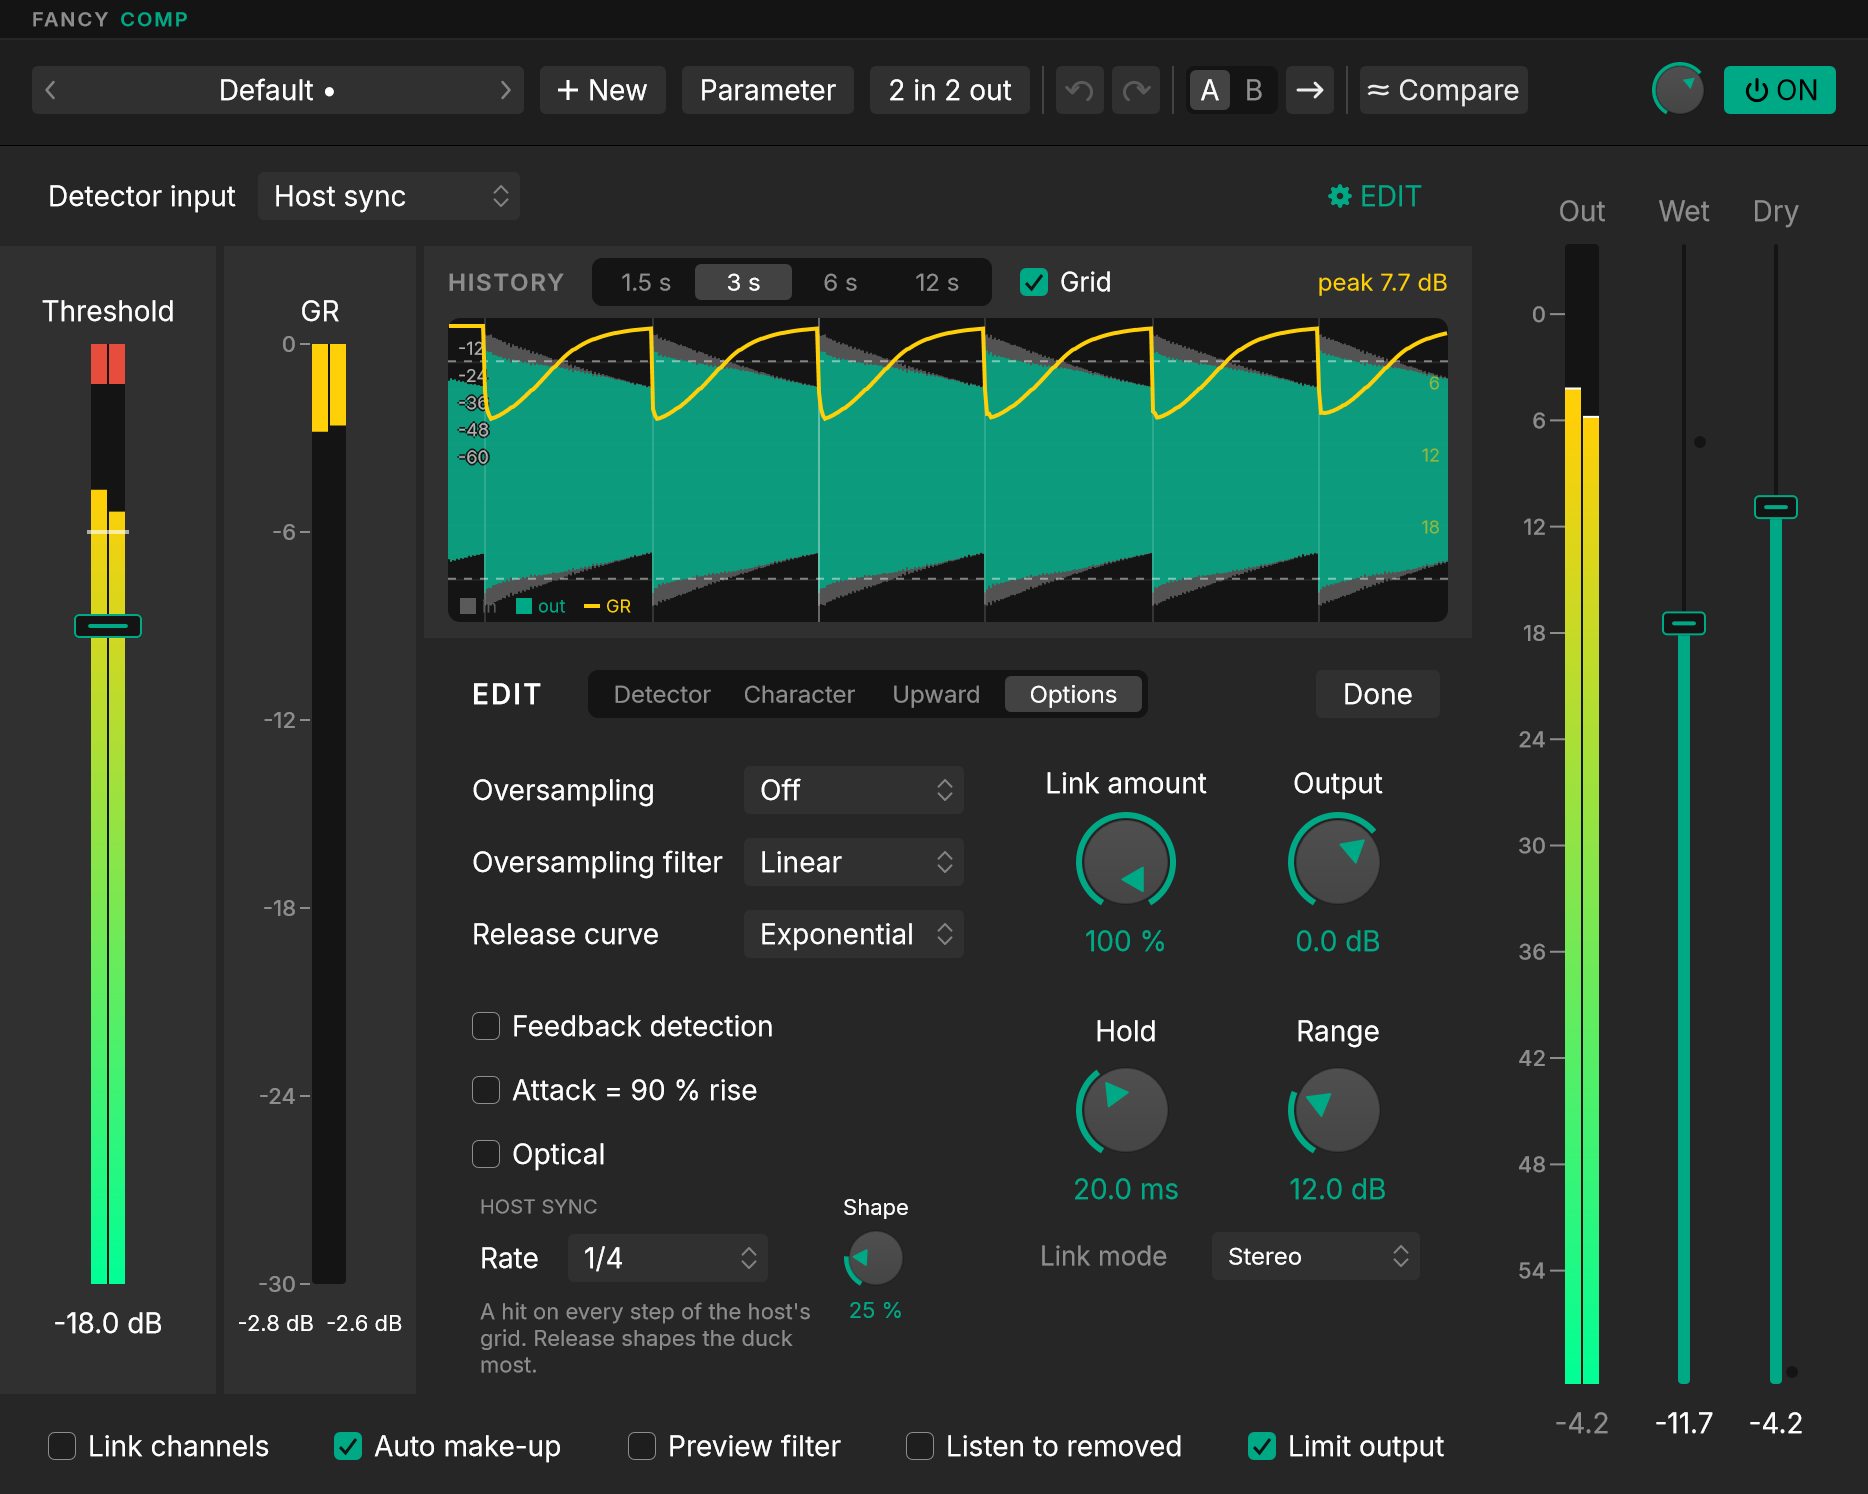 FANCY COMP
Default •
+ New
Parameter
2 in 2 out
A B
≈ Compare
ON
Detector input
Host sync
EDIT
Out Wet Dry
Threshold
GR
HISTORY
1.5 s 3 s 6 s 12 s
Grid
peak 7.7 dB
-12
-24
-36
-48
-60
6
12
18
in out GR
0
-6
-12
-18
-24
-30
-18.0 dB
-2.8 dB -2.6 dB
EDIT
Detector Character Upward Options
Done
Oversampling Off
Oversampling filter Linear
Release curve Exponential
Feedback detection
Attack = 90 % rise
Optical
HOST SYNC
Rate 1/4
A hit on every step of the host's
grid. Release shapes the duck
most.
Shape
25 %
Link amount
100 %
Output
0.0 dB
Hold
20.0 ms
Range
12.0 dB
Link mode Stereo
0
6
12
18
24
30
36
42
48
54
-4.2 -11.7 -4.2
Link channels
Auto make-up
Preview filter
Listen to removed
Limit output